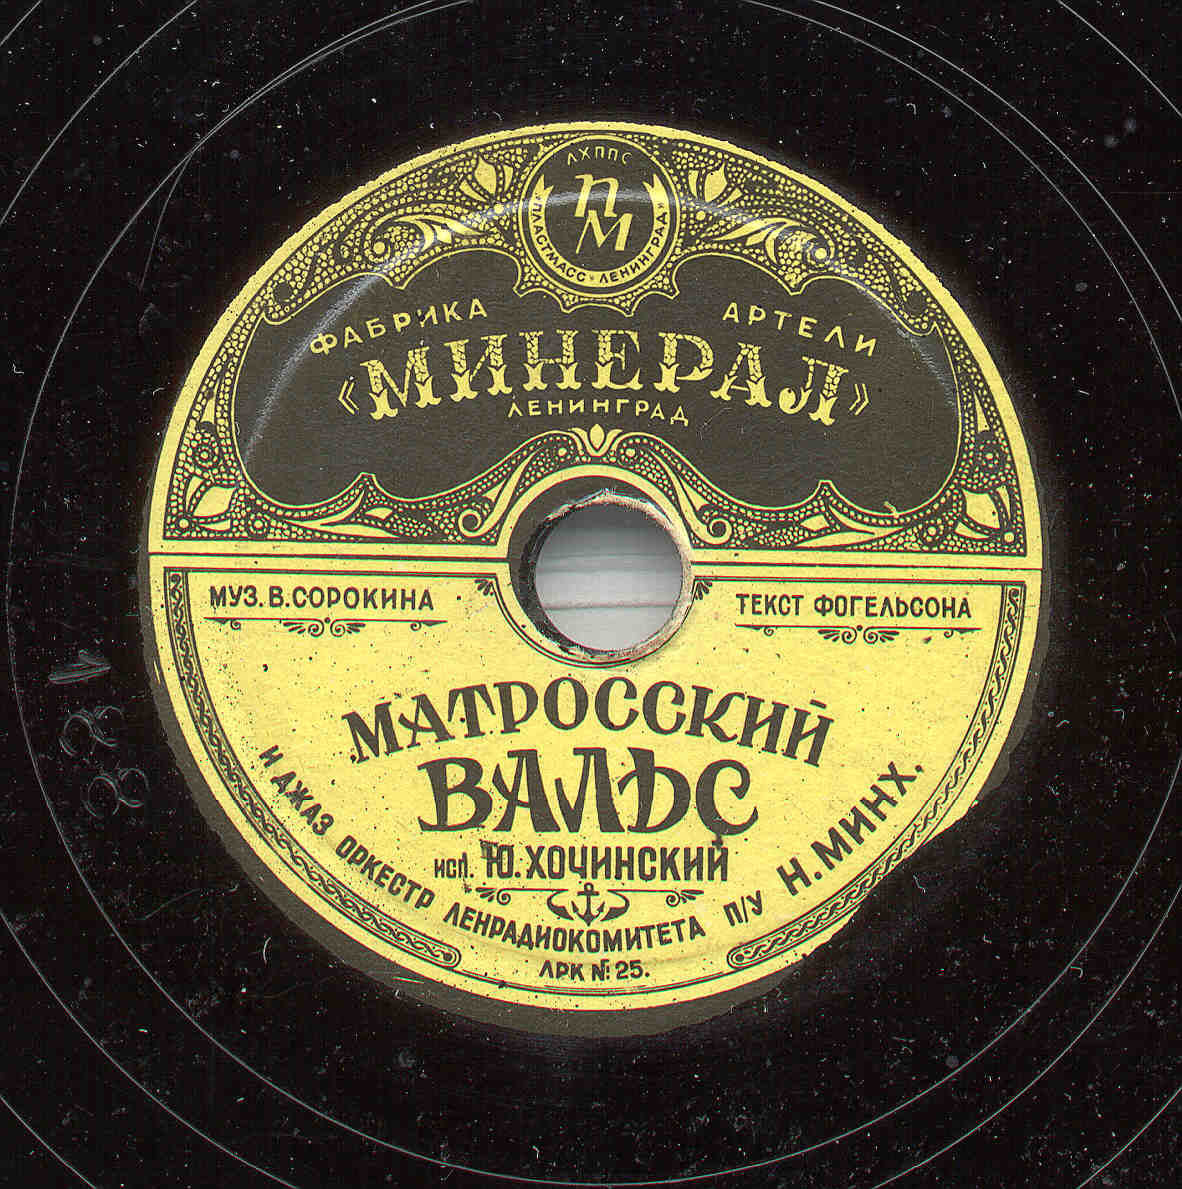 ЛХППС
ПМ
«ПЛАСТМАСС» ЛЕНИНГРАД»
ФАБРИКА АРТЕЛИ
«МИНЕРАЛ»
ЛЕНИНГРАД
МУЗ. В. СОРОКИНА
ТЕКСТ ФОГЕЛЬСОНА
МАТРОССКИЙ
ВАЛЬС
исп. Ю. ХОЧИНСКИЙ
И ДЖАЗ ОРКЕСТР ЛЕНРАДИОКОМИТЕТА П/У Н. МИНХ.
ЛРК № 25.